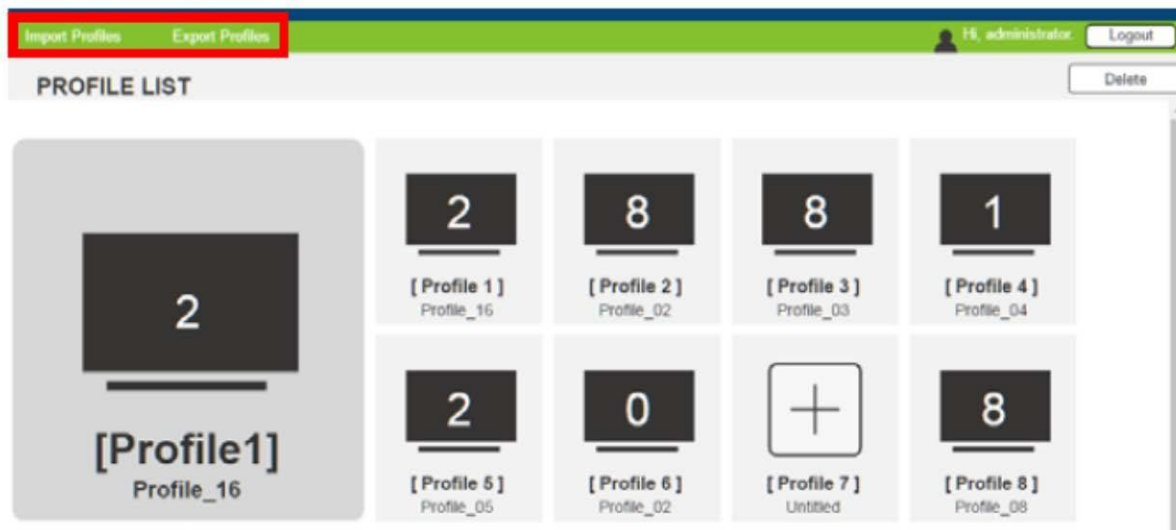 Import Profiles Export Profiles Hi, administrator. Logout
PROFILE LIST Delete
2
[Profile1]
Profile_16
2 8 8 1
[ Profile 1 ] [ Profile 2 ] [ Profile 3 ] [ Profile 4 ]
Profile_16 Profile_02 Profile_03 Profile_04
2 0 8
[ Profile 5 ] [ Profile 6 ] [ Profile 7 ] [ Profile 8 ]
Profile_05 Profile_02 Untitled Profile_08